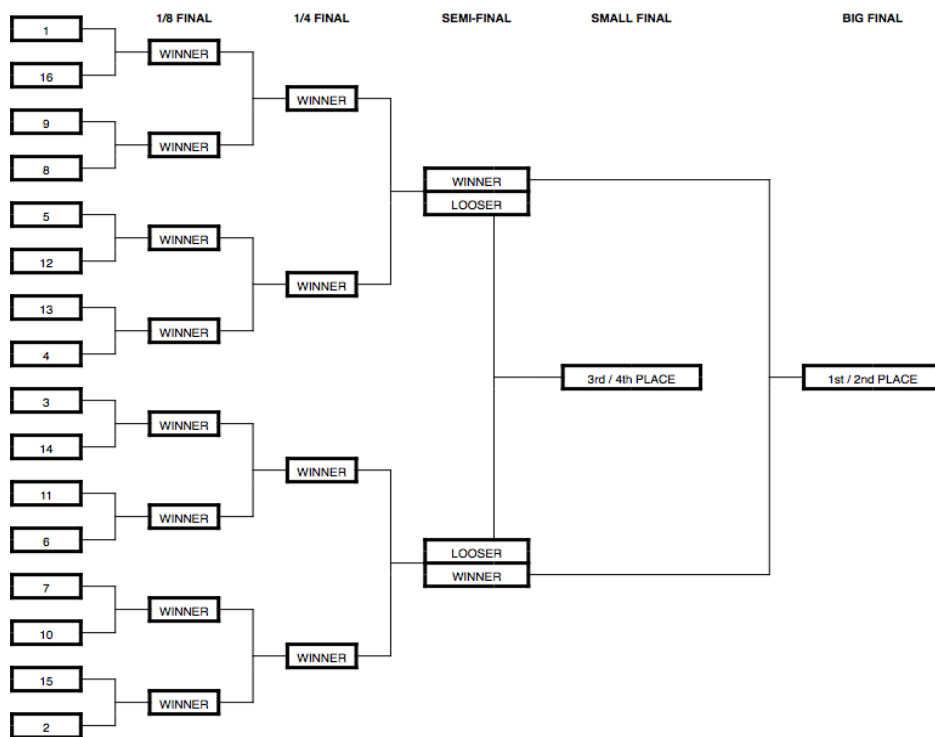 1/8 FINAL 1/4 FINAL SEMI-FINAL SMALL FINAL BIG FINAL
1
WINNER
16
WINNER
9
WINNER
8
WINNER
LOOSER
5
WINNER
12
WINNER
13
WINNER
4
3rd / 4th PLACE 1st / 2nd PLACE
3
WINNER
14
WINNER
11
WINNER
6
LOOSER
WINNER
7
WINNER
10
WINNER
15
WINNER
2